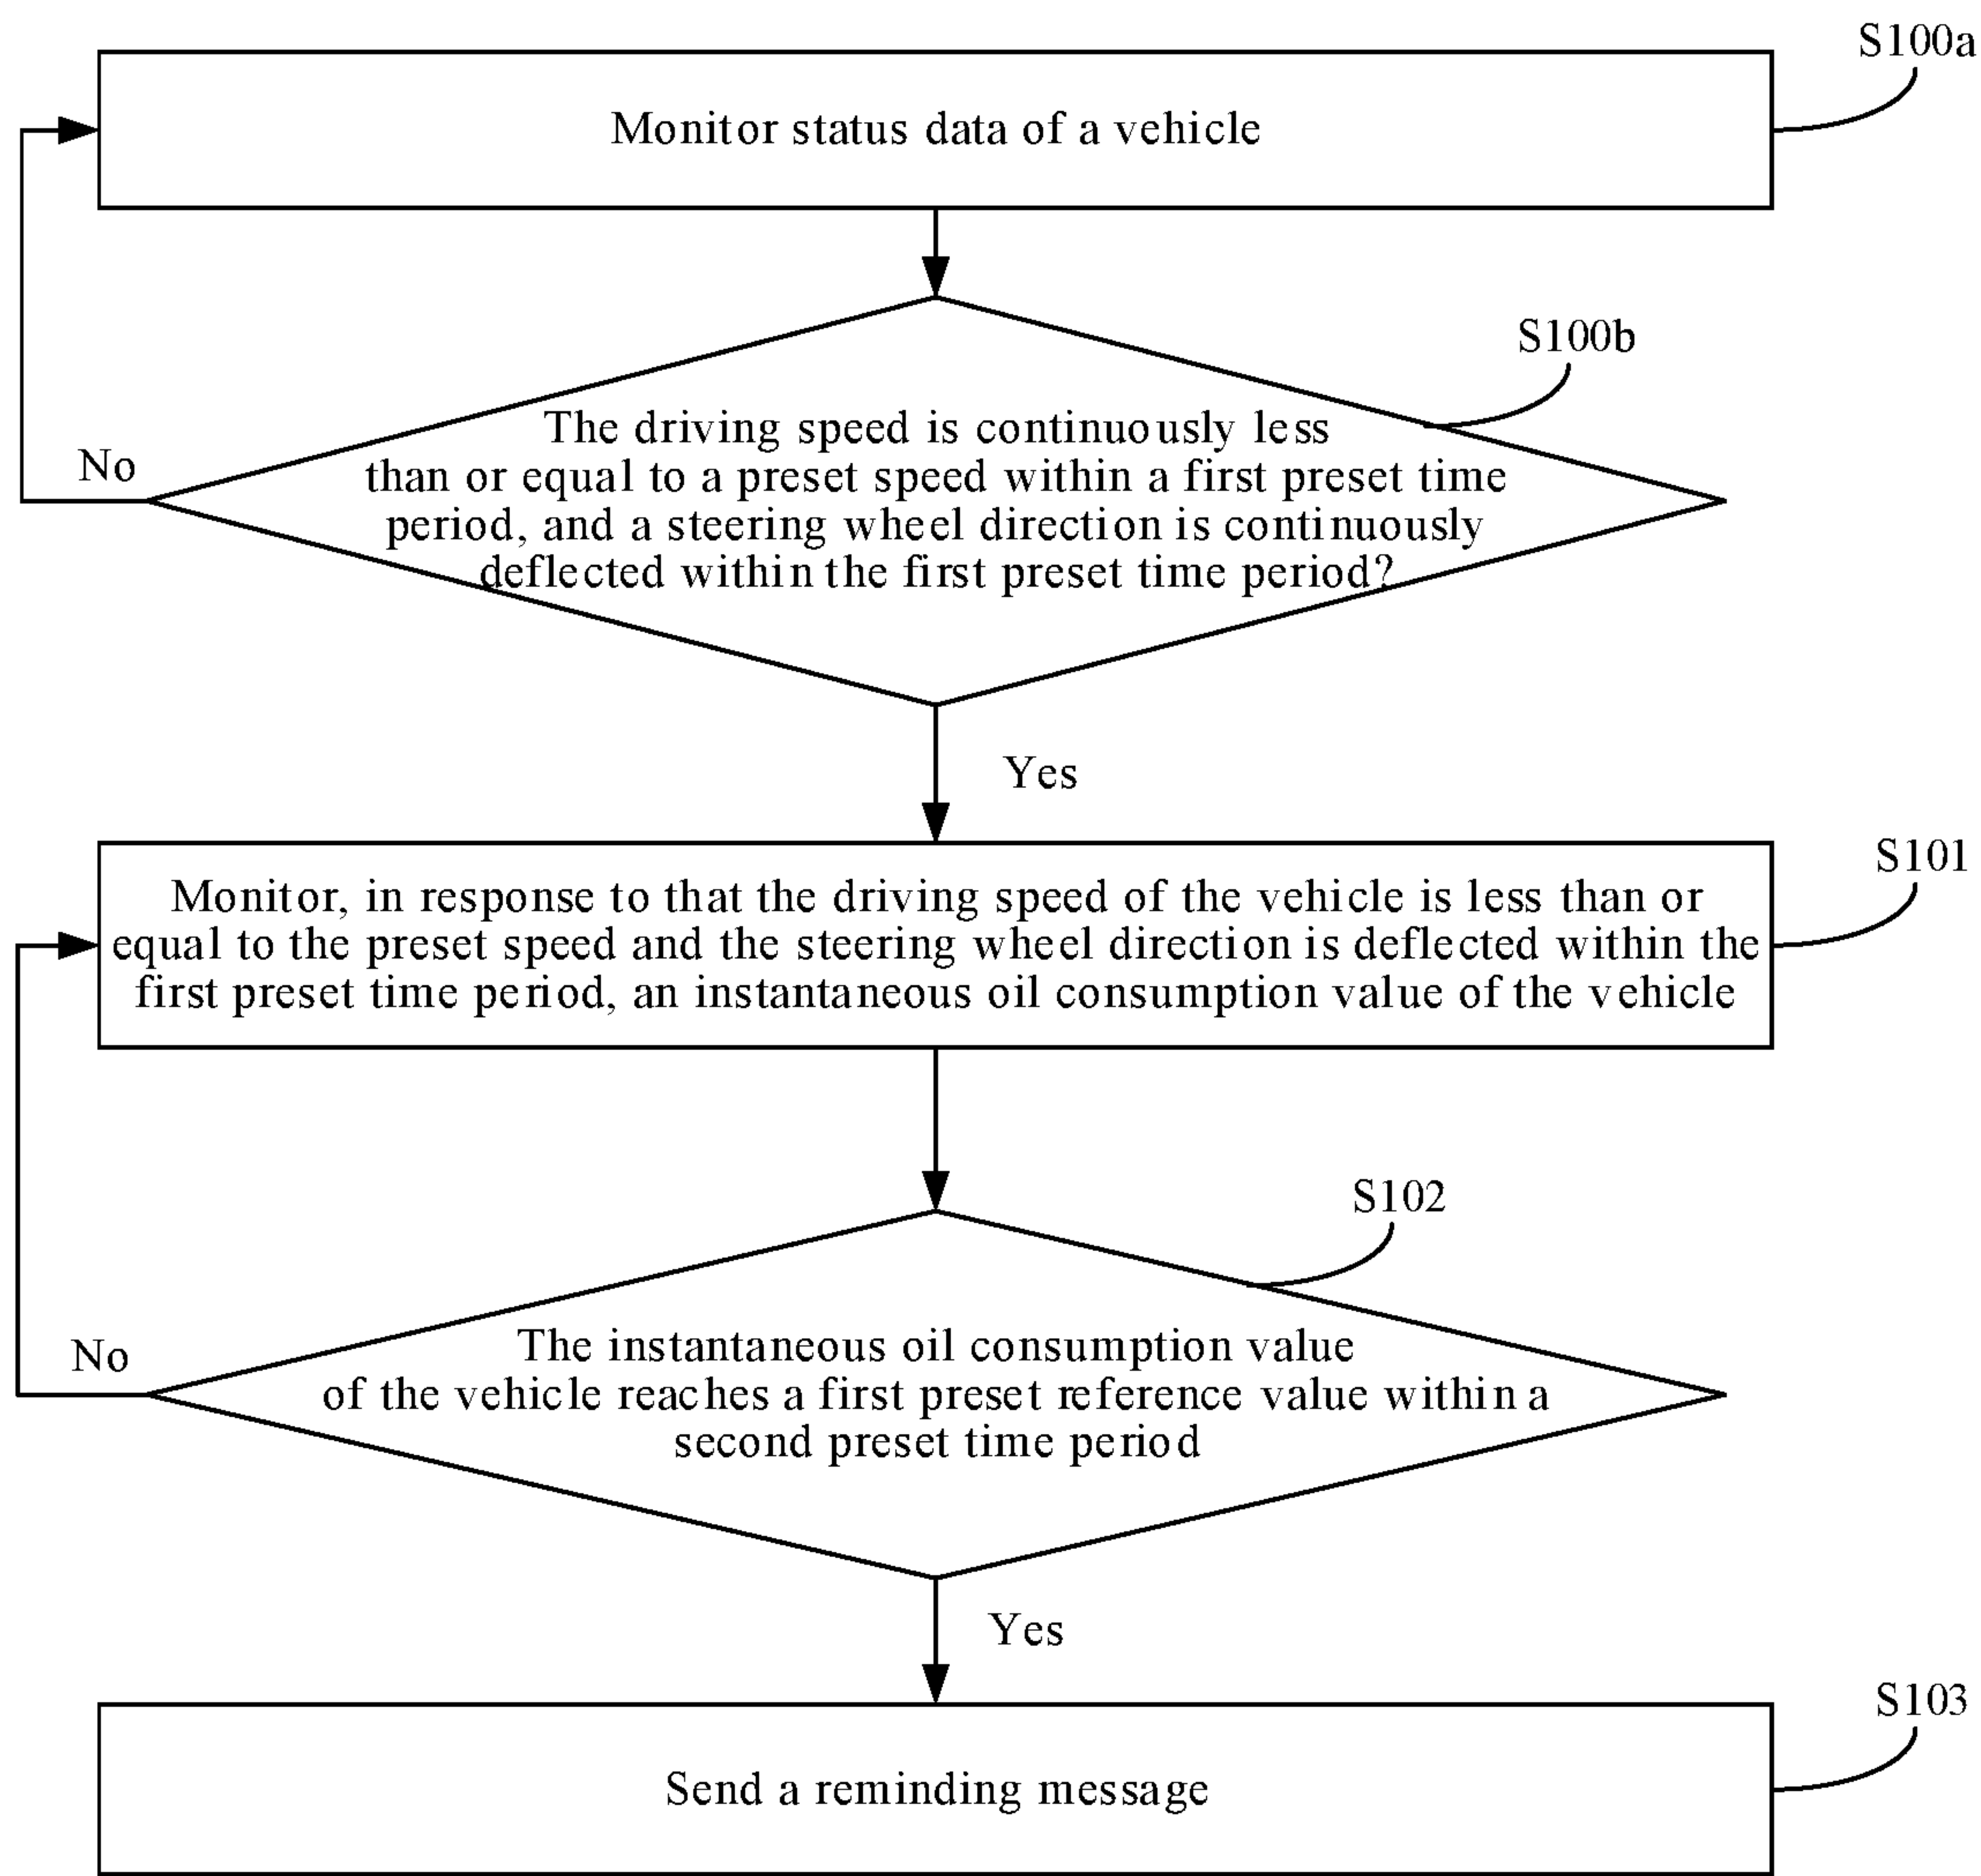 S100a
Monitor status data of a vehicle
S100b
The driving speed is continuously less
than or equal to a preset speed within a first preset time
period, and a steering wheel direction is continuously
deflected within the first preset time period?
No
Yes
S101
Monitor, in response to that the driving speed of the vehicle is less than or
equal to the preset speed and the steering wheel direction is deflected within the
first preset time period, an instantaneous oil consumption value of the vehicle
S102
The instantaneous oil consumption value
of the vehicle reaches a first preset reference value within a
second preset time period
No
Yes
S103
Send a reminding message